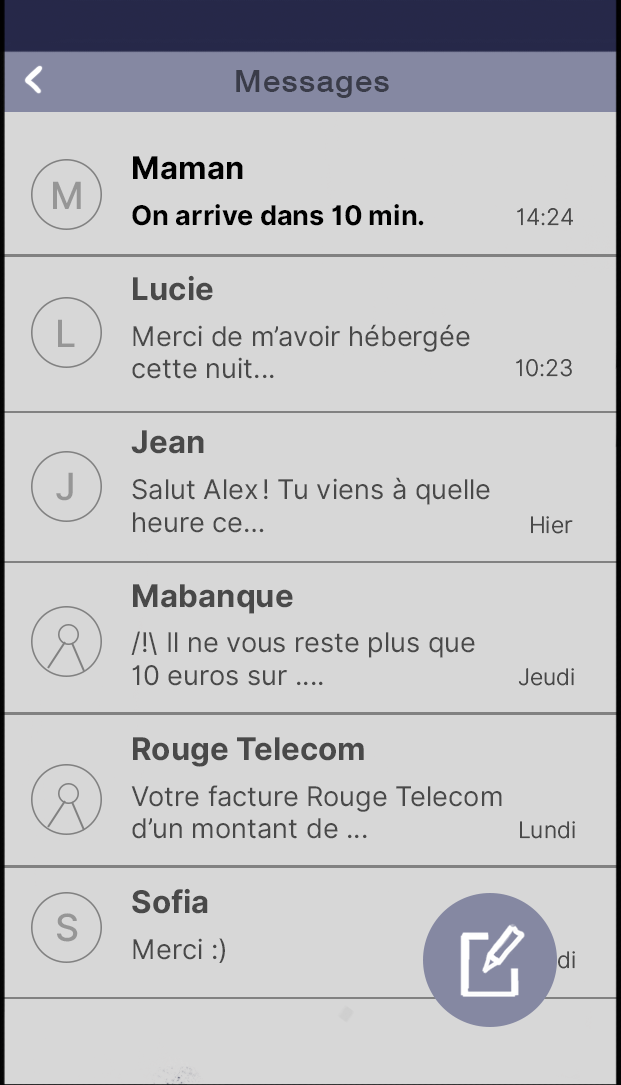 Messages
M
Maman
On arrive dans 10 min.
14:24
L
Lucie
Merci de m’avoir hébergée
cette nuit...
10:23
J
Jean
Salut Alex! Tu viens à quelle
heure ce...
Hier
Mabanque
/!\ Il ne vous reste plus que
10 euros sur ....
Jeudi
Rouge Telecom
Votre facture Rouge Telecom
d’un montant de ...
Lundi
S
Sofia
Merci :)
di